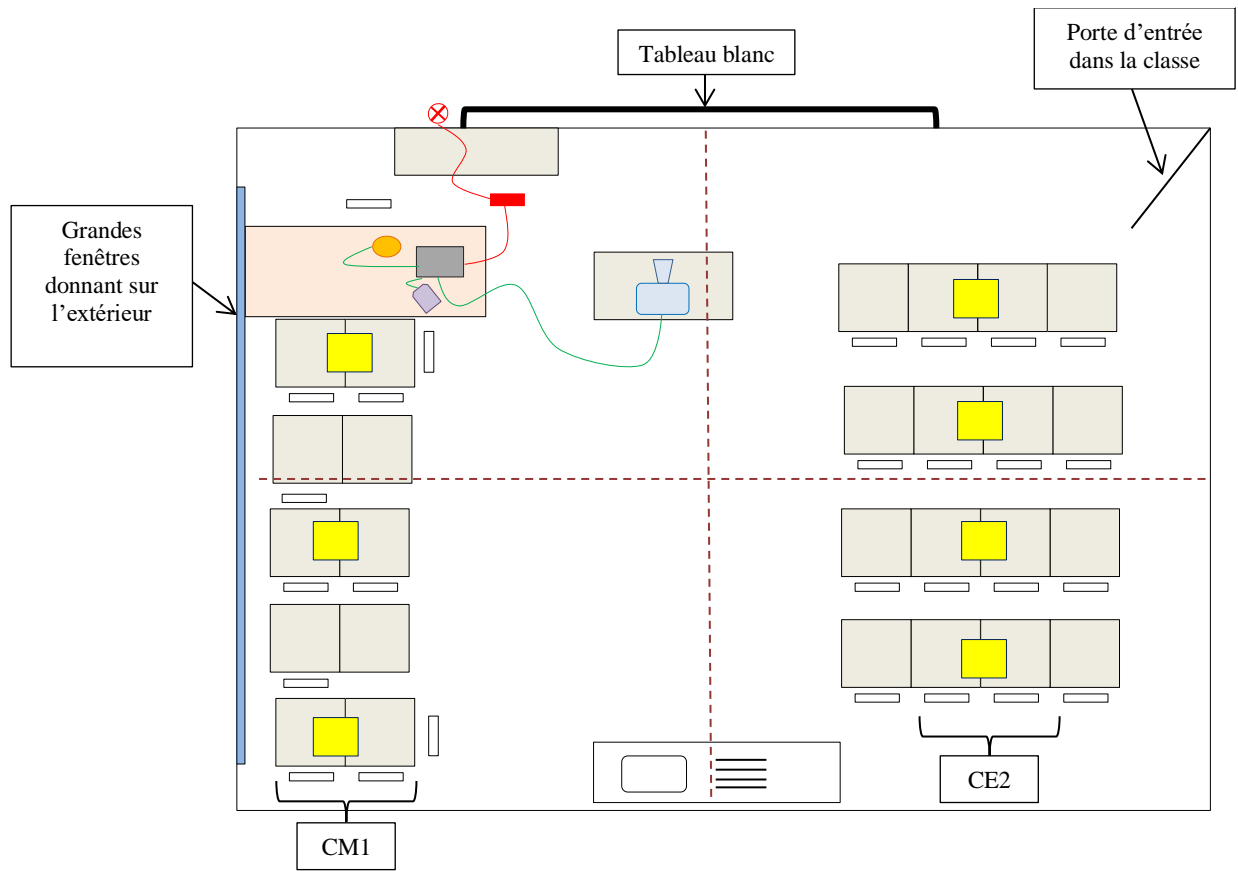 Porte d'entrée
dans la classe
Tableau blanc
Grandes
fenêtres
donnant sur
l'extérieur
CE2
CM1